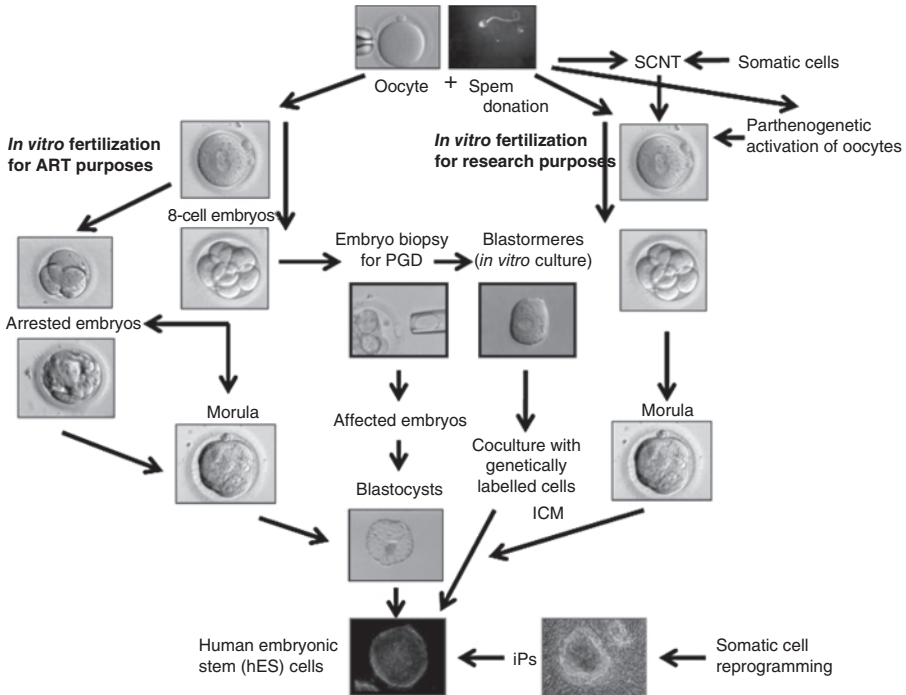 Oocyte + Spem
donation
SCNT
Somatic cells
In vitro fertilization
for ART purposes
In vitro fertilization
for research purposes
Parthenogenetic
activation of oocytes
8-cell embryos
Embryo biopsy
for PGD
Blastormeres
(in vitro culture)
Arrested embryos
Morula
Affected embryos
Morula
Coculture with
genetically
labelled cells
Blastocysts
ICM
Human embryonic
stem (hES) cells
iPs
Somatic cell
reprogramming